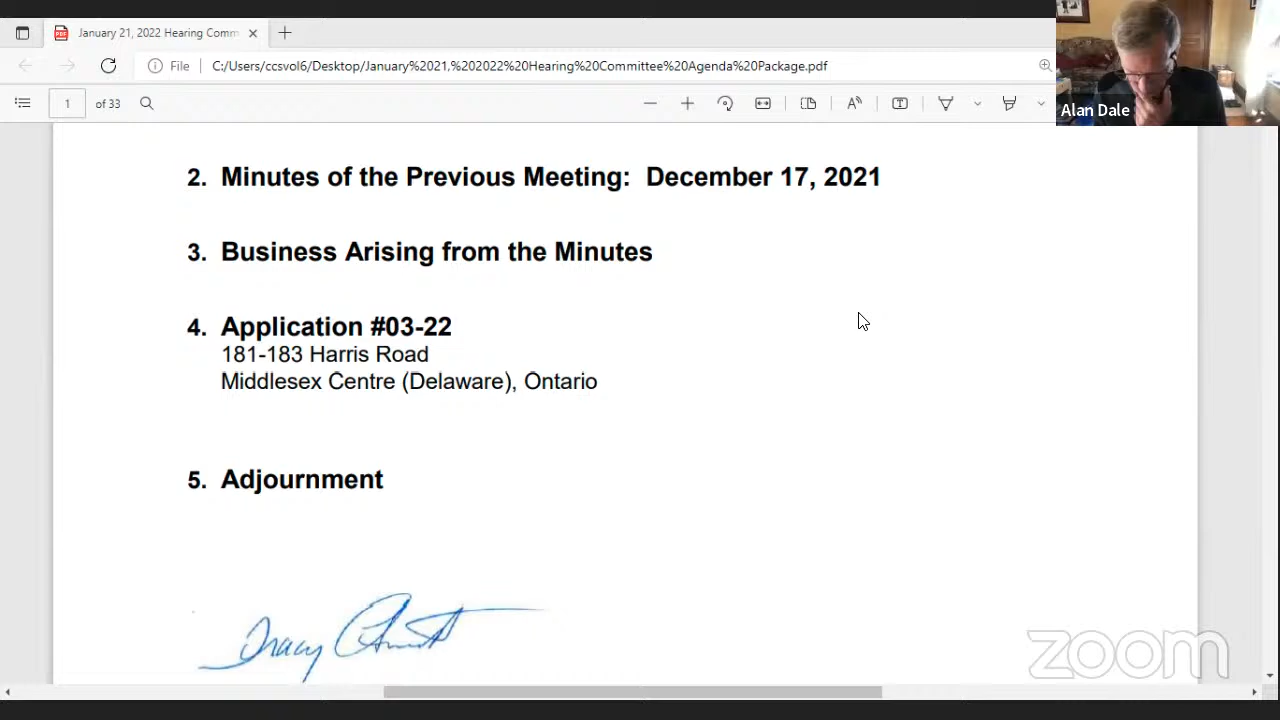 January 21, 2022 Hearing Comm
File C:/Users/ccsvol6/Desktop/January%2021,%202022%20Hearing%20Committee%20Agenda%20Package.pdf
1 of 33
Alan Dale
2. Minutes of the Previous Meeting: December 17, 2021
3. Business Arising from the Minutes
4. Application #03-22
181-183 Harris Road
Middlesex Centre (Delaware), Ontario
5. Adjournment
Tracy
zoom